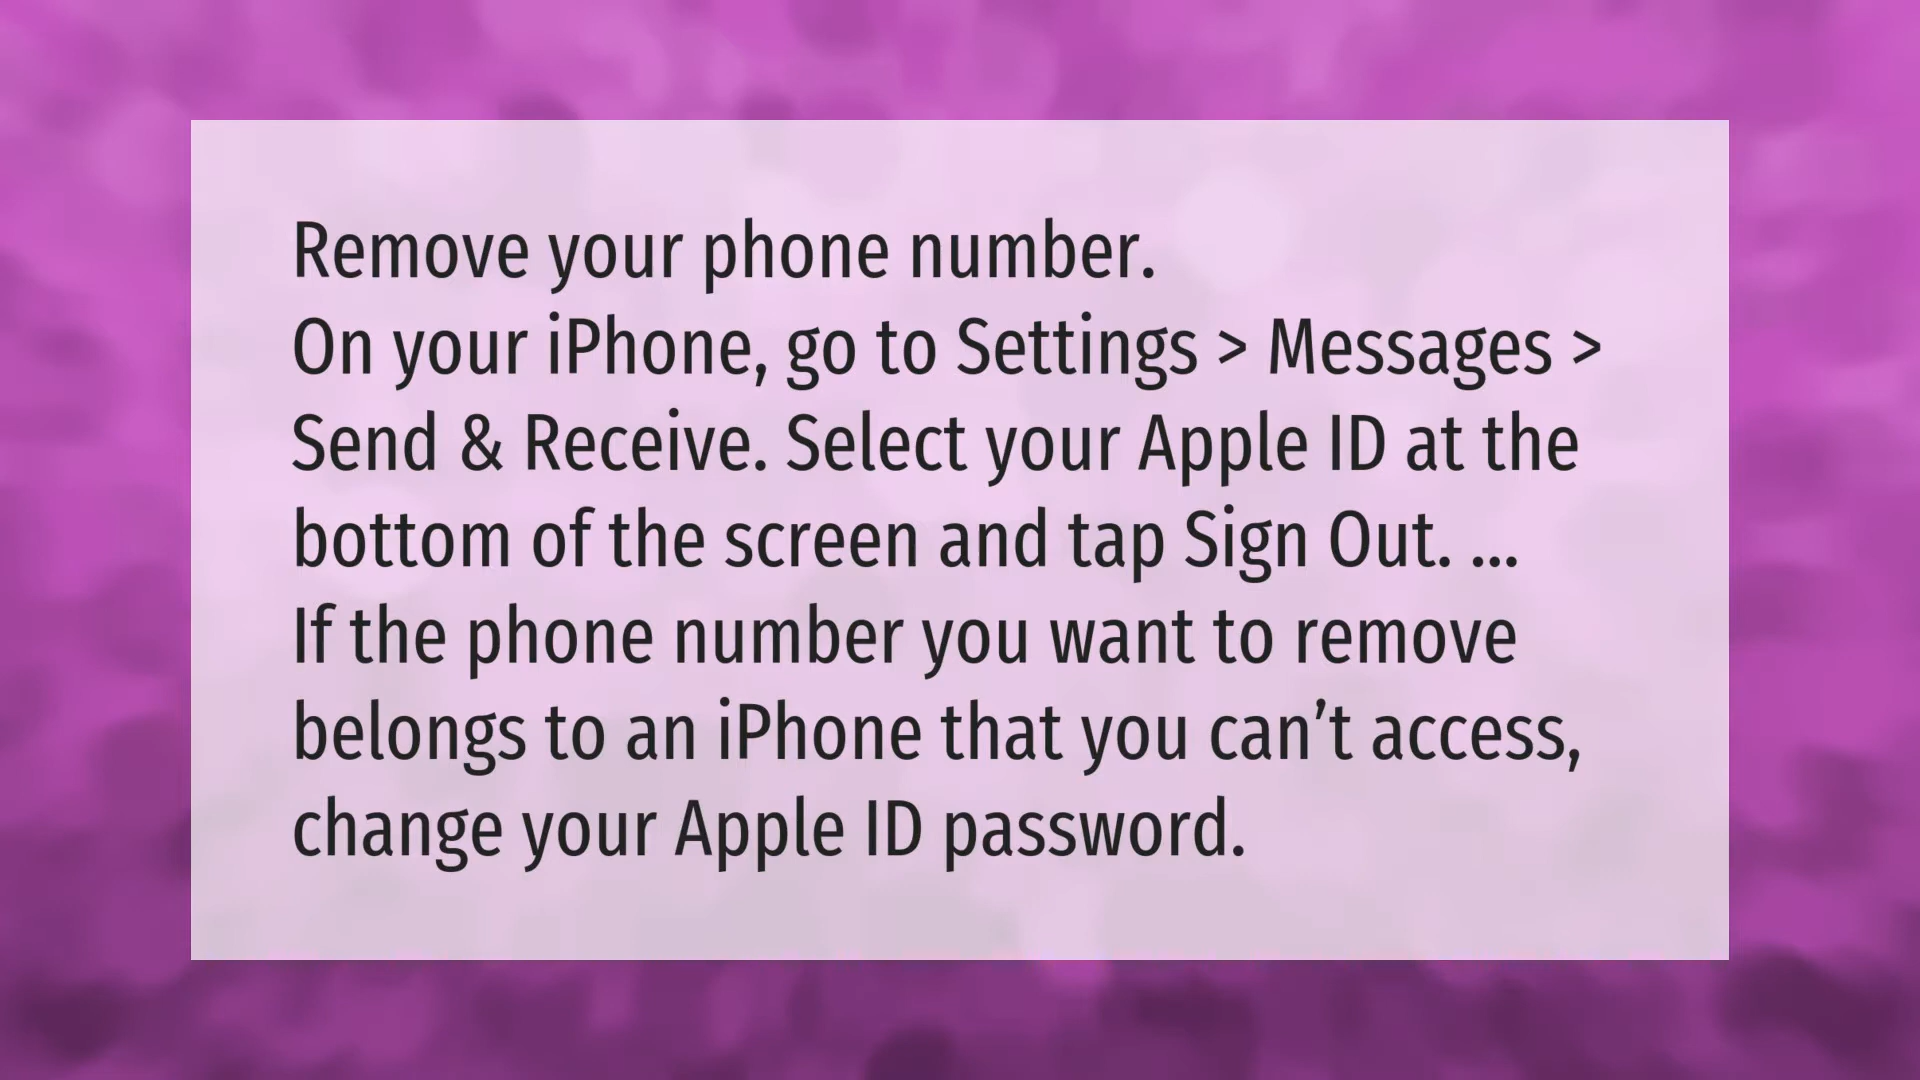 Remove your phone number.
On your iPhone, go to Settings > Messages >
Send & Receive. Select your Apple ID at the
bottom of the screen and tap Sign Out. ...
If the phone number you want to remove
belongs to an iPhone that you can’t access,
change your Apple ID password.